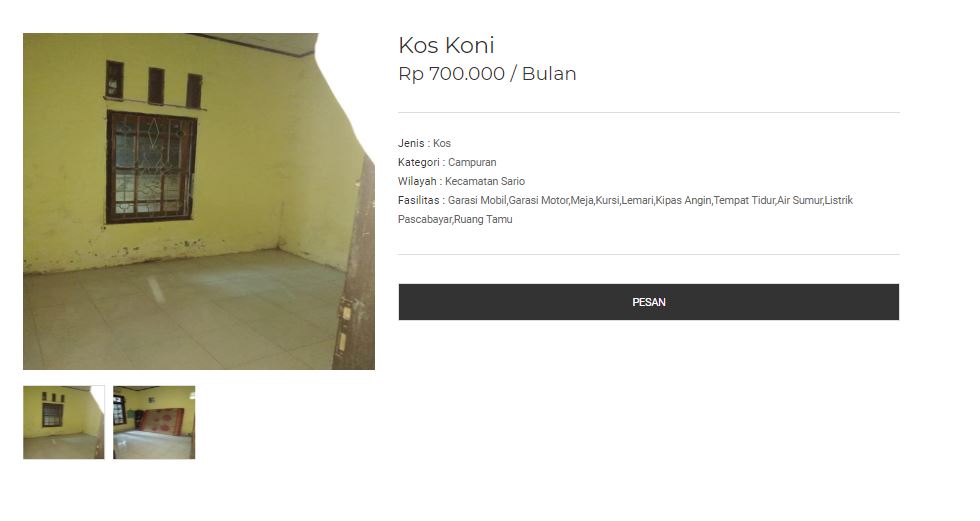 Kos Koni
Rp 700.000 / Bulan
Jenis : Kos
Kategori : Campuran
Wilayah : Kecamatan Sario
Fasilitas : Garasi Mobil,Garasi Motor,Meja,Kursi,Lemari,Kipas Angin,Tempat Tidur,Air Sumur,Listrik
Pascabayar,Ruang Tamu
PESAN